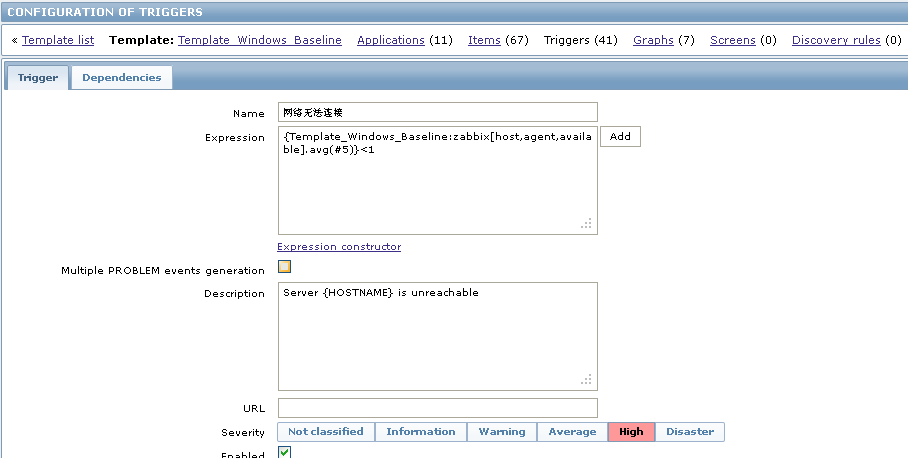 CONFIGURATION OF TRIGGERS
« Template list Template: Template_Windows_Baseline Applications (11) Items (67) Triggers (41) Graphs (7) Screens (0) Discovery rules (0)
Trigger Dependencies
Name 网络无法连接
Expression {Template_Windows_Baseline:zabbix[host,agent,availa Add
ble].avg(#5)}<1
Expression constructor
Multiple PROBLEM events generation
Description Server {HOSTNAME} is unreachable
URL
Severity Not classified Information Warning Average High Disaster
Enabled